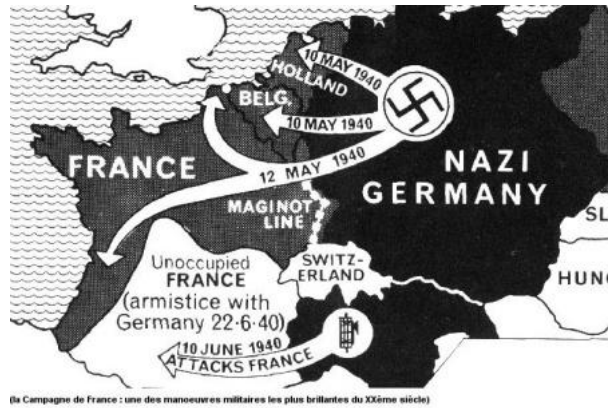 10 MAY 1940
HOLLAND
BELG.
10 MAY 1940
12 MAY 1940
FRANCE
NAZI
GERMANY
MAGINOT
LINE
SL
SWITZ-
ERLAND
HUNG
Unoccupied
FRANCE
(armistice with
Germany 22·6·40)
10 JUNE 1940
ATTACKS FRANCE
(la Campagne de France : une des manoeuvres militaires les plus brillantes du XXème siècle)